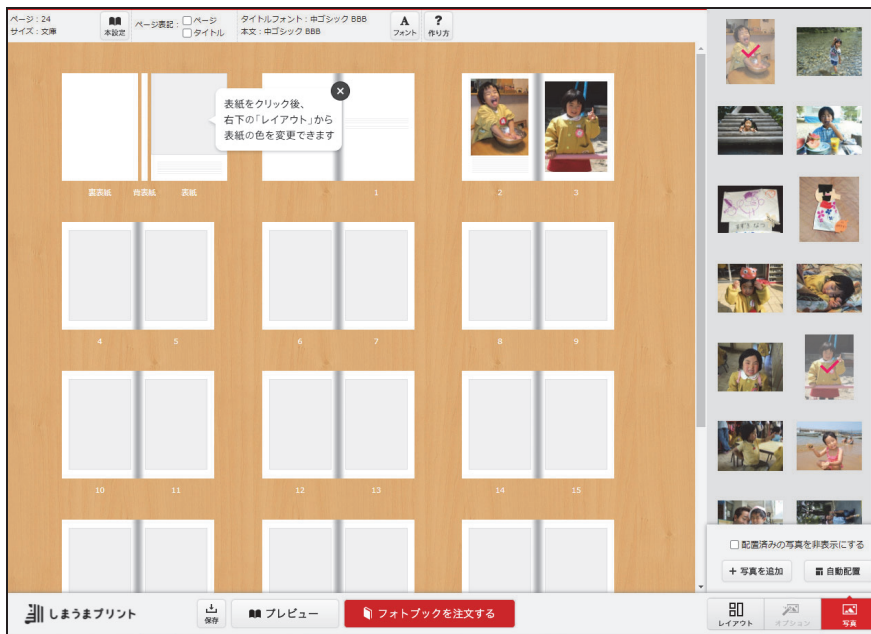 ページ：24
サイズ：文庫
本設定
ページ表記：
ページ
タイトル
タイトルフォント：中ゴシック BBB
本文：中ゴシック BBB
A
フォント
?
作り方
表紙をクリック後、
右下の「レイアウト」から
表紙の色を変更できます
裏表紙 背表紙 表紙
1
2 3
4 5
6 7
8 9
10 11
12 13
14 15
配置済みの写真を非表示にする
+ 写真を追加
自動配置
しまうまプリント
保存
プレビュー
フォトブックを注文する
レイアウト
オプション
写真